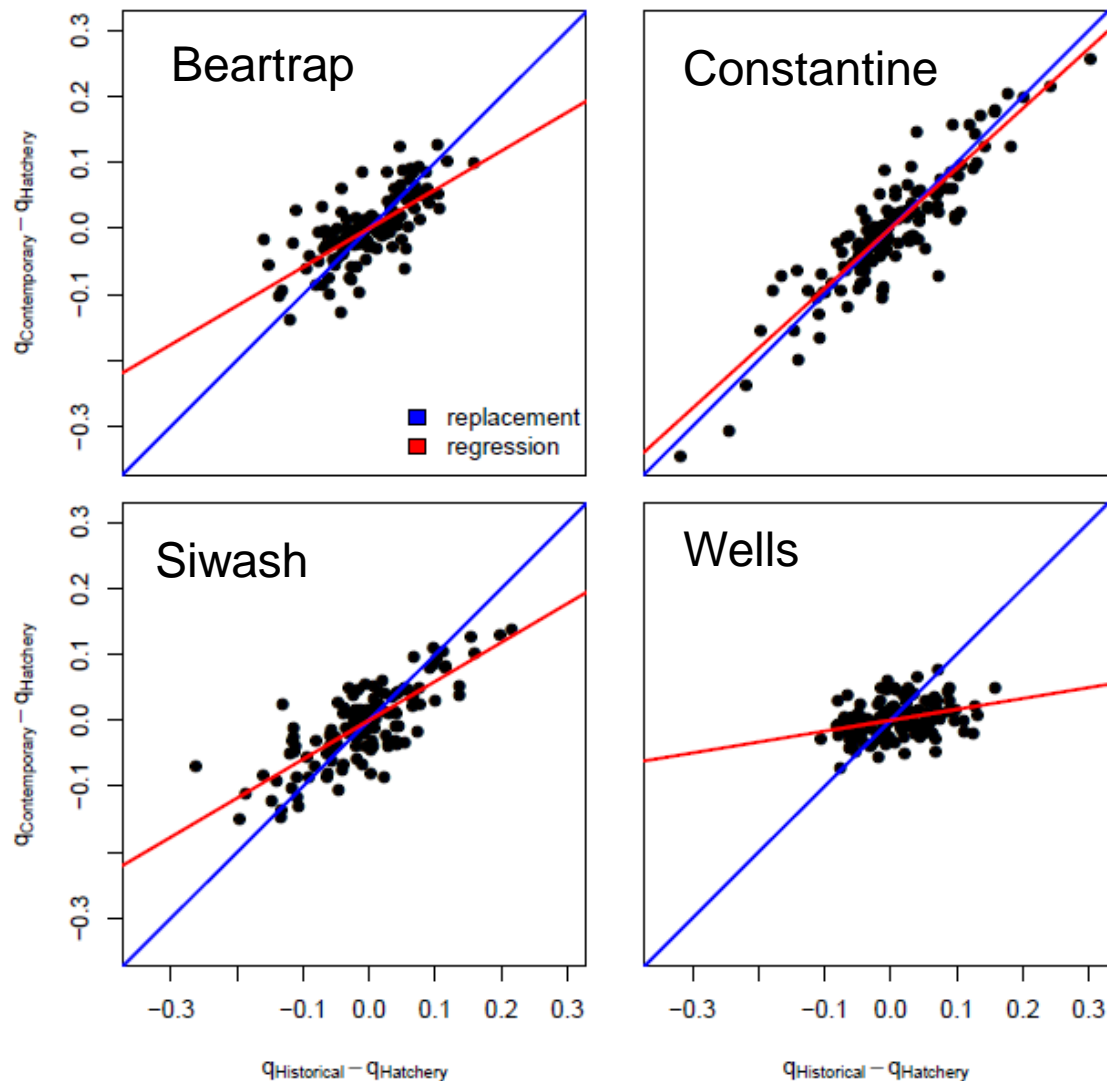 Beartrap
Constantine
0.3
0.2
0.1
0.0
−0.1
−0.3
qContemporary − qHatchery
replacement
regression
Siwash
Wells
0.3
0.2
0.1
0.0
−0.1
−0.3
qContemporary − qHatchery
−0.3 −0.1 0.0 0.1 0.2 0.3
−0.3 −0.1 0.0 0.1 0.2 0.3
qHistorical − qHatchery
qHistorical − qHatchery